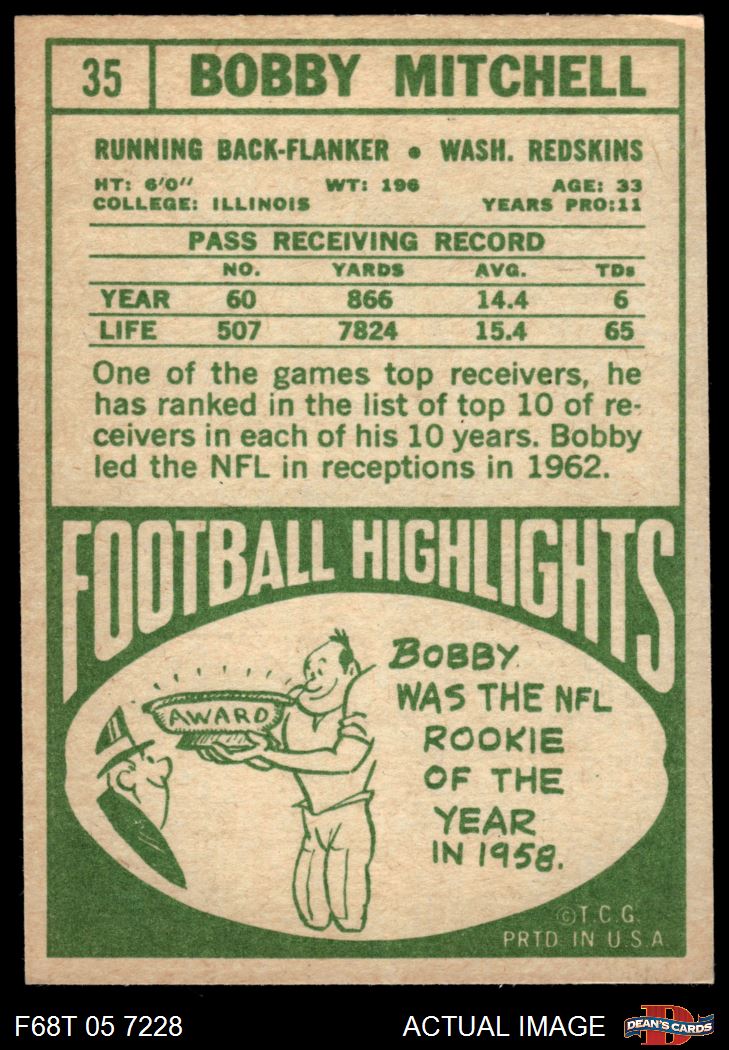 35 BOBBY MITCHELL
RUNNING BACK-FLANKER • WASH. REDSKINS
HT: 6'0" WT: 196 AGE: 33
COLLEGE: ILLINOIS YEARS PRO:11
PASS RECEIVING RECORD
NO. YARDS AVG. TDs
YEAR 60 866 14.4 6
LIFE 507 7824 15.4 65
One of the games top receivers, he
has ranked in the list of top 10 of re-
ceivers in each of his 10 years. Bobby
led the NFL in receptions in 1962.
FOOTBALL HIGHLIGHTS
AWARD
BOBBY
WAS THE NFL
ROOKIE
OF THE
YEAR
IN 1958.
©T.C.G.
PRTD. IN U.S.A.
F68T 05 7228 ACTUAL IMAGE D DEAN'S CARDS